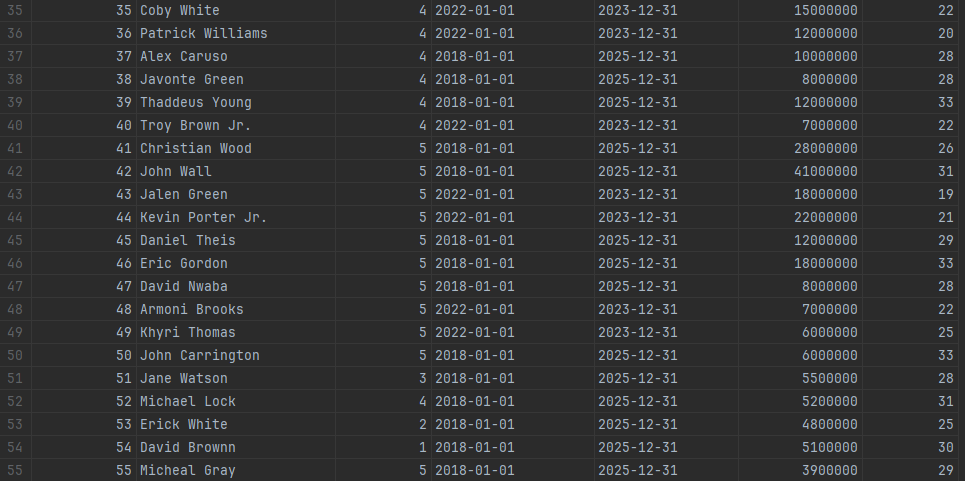 35 35 Coby White 4 2022-01-01 2023-12-31 15000000 22
36 36 Patrick Williams 4 2022-01-01 2023-12-31 12000000 20
37 37 Alex Caruso 4 2018-01-01 2025-12-31 10000000 28
38 38 Javonte Green 4 2018-01-01 2025-12-31 8000000 28
39 39 Thaddeus Young 4 2018-01-01 2025-12-31 12000000 33
40 40 Troy Brown Jr. 4 2022-01-01 2023-12-31 7000000 22
41 41 Christian Wood 5 2018-01-01 2025-12-31 28000000 26
42 42 John Wall 5 2018-01-01 2025-12-31 41000000 31
43 43 Jalen Green 5 2022-01-01 2023-12-31 18000000 19
44 44 Kevin Porter Jr. 5 2022-01-01 2023-12-31 22000000 21
45 45 Daniel Theis 5 2018-01-01 2025-12-31 12000000 29
46 46 Eric Gordon 5 2018-01-01 2025-12-31 18000000 33
47 47 David Nwaba 5 2018-01-01 2025-12-31 8000000 28
48 48 Armoni Brooks 5 2022-01-01 2023-12-31 7000000 22
49 49 Khyri Thomas 5 2022-01-01 2023-12-31 6000000 25
50 50 John Carrington 5 2018-01-01 2025-12-31 6000000 33
51 51 Jane Watson 3 2018-01-01 2025-12-31 5500000 28
52 52 Michael Lock 4 2018-01-01 2025-12-31 5200000 31
53 53 Erick White 2 2018-01-01 2025-12-31 4800000 25
54 54 David Brownn 1 2018-01-01 2025-12-31 5100000 30
55 55 Micheal Gray 5 2018-01-01 2025-12-31 3900000 29